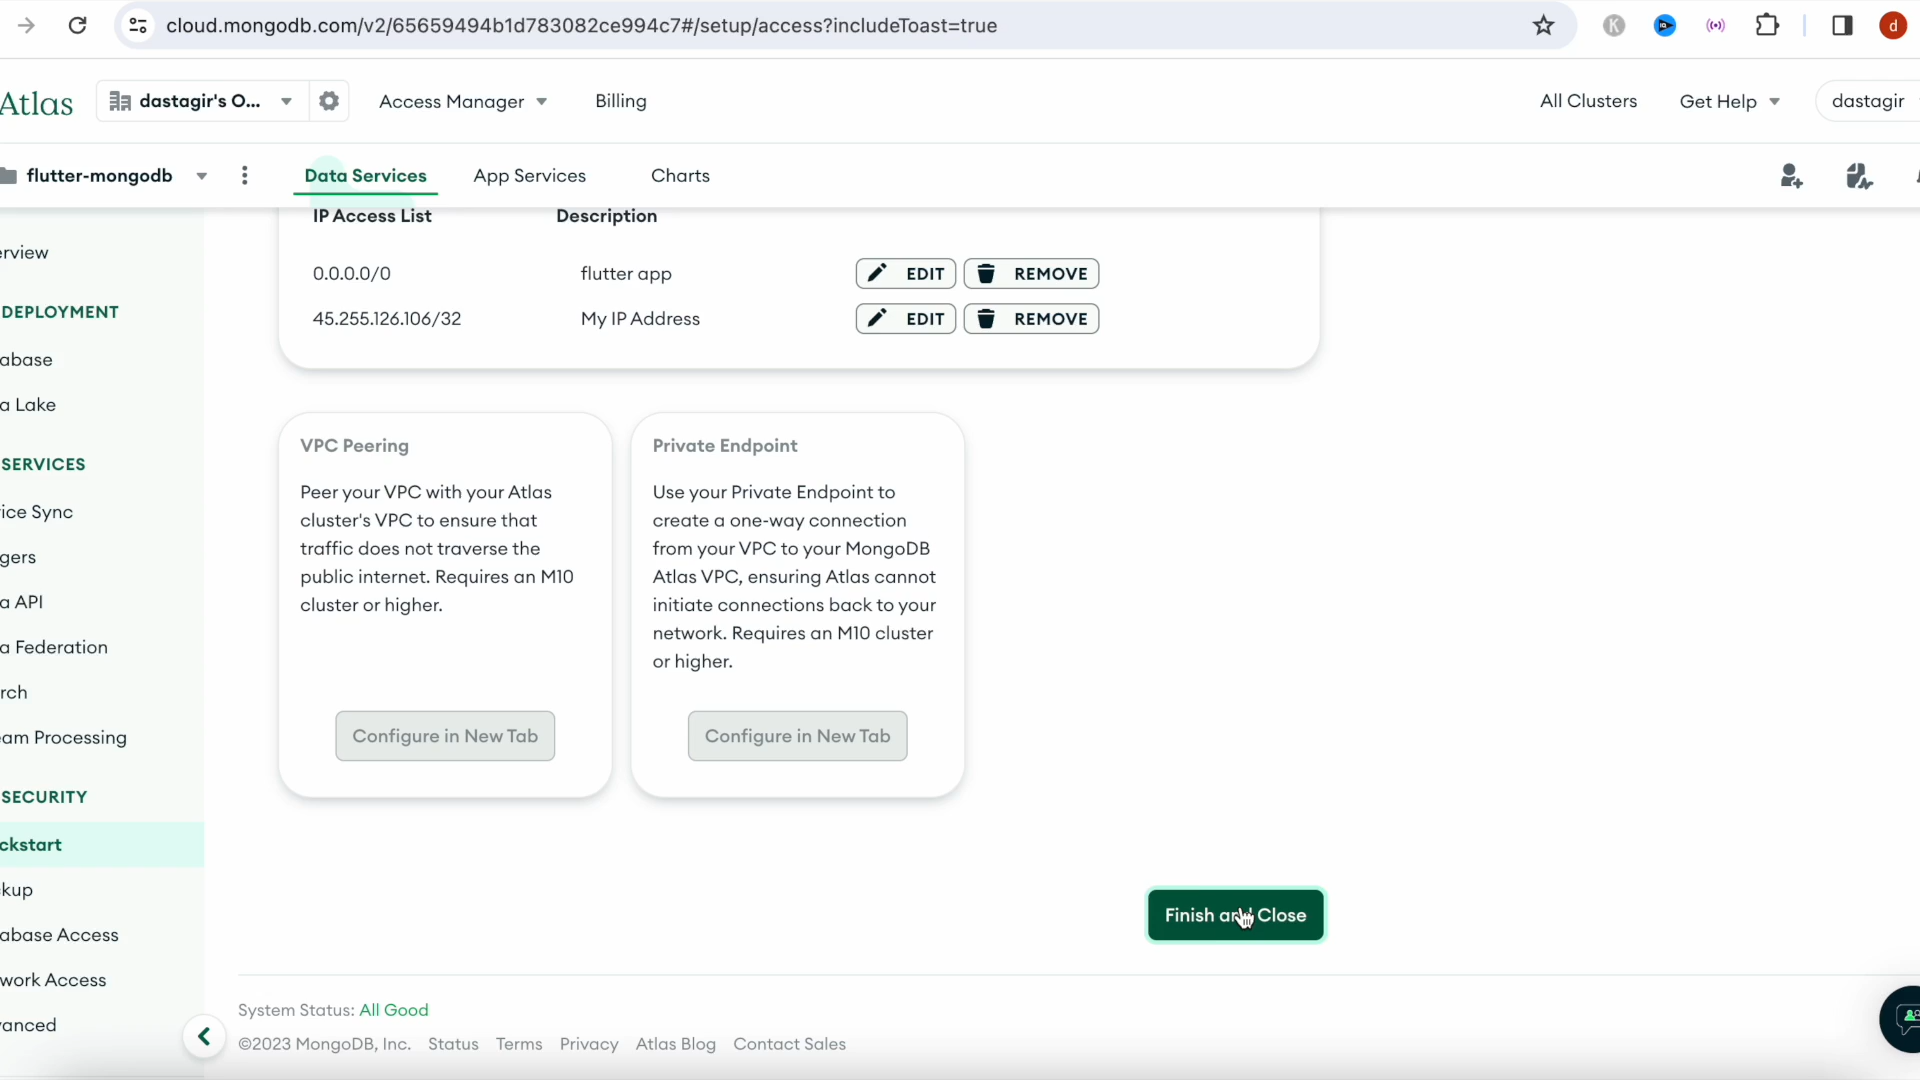 cloud.mongodb.com/v2/65659494b1d783082ce994c7#/setup/access?includeToast=true
K
d
Atlas
dastagir's O...
Access Manager
Billing
All Clusters
Get Help
dastagir
flutter-mongodb
Data Services
App Services
Charts
IP Access List
Description
0.0.0.0/0
flutter app
EDIT
REMOVE
45.255.126.106/32
My IP Address
EDIT
REMOVE
erview
DEPLOYMENT
abase
a Lake
SERVICES
ice Sync
gers
a API
a Federation
rch
am Processing
SECURITY
ckstart
kup
abase Access
work Access
anced
VPC Peering
Peer your VPC with your Atlas
cluster's VPC to ensure that
traffic does not traverse the
public internet. Requires an M10
cluster or higher.
Configure in New Tab
Private Endpoint
Use your Private Endpoint to
create a one-way connection
from your VPC to your MongoDB
Atlas VPC, ensuring Atlas cannot
initiate connections back to your
network. Requires an M10 cluster
or higher.
Configure in New Tab
Finish and Close
System Status: All Good
©2023 MongoDB, Inc. Status Terms Privacy Atlas Blog Contact Sales